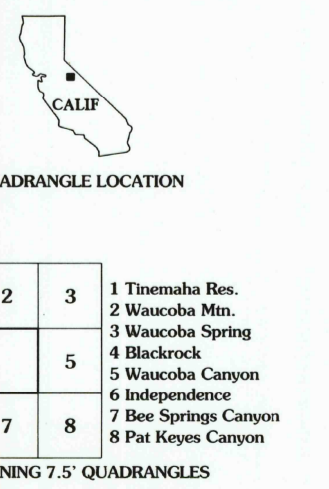 CALIF
ADRANGLE LOCATION
2 3
5
7 8
1 Tinemaha Res.
2 Waucoba Mtn.
3 Waucoba Spring
4 Blackrock
5 Waucoba Canyon
6 Independence
7 Bee Springs Canyon
8 Pat Keyes Canyon
NING 7.5' QUADRANGLES